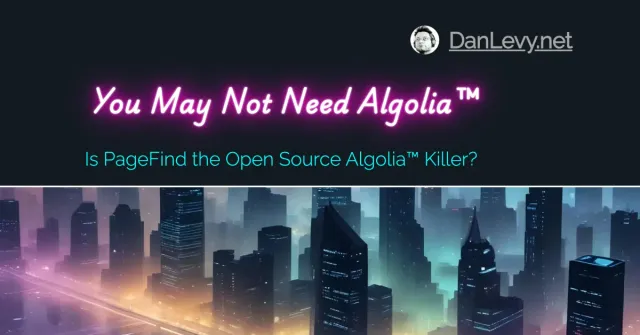 DanLevy.net
You May Not Need Algolia™
Is PageFind the Open Source Algolia™ Killer?